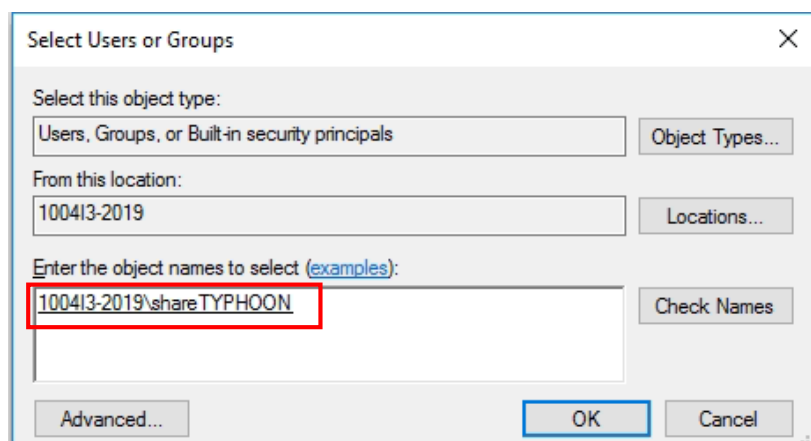 Select Users or Groups
Select this object type:
Users, Groups, or Built-in security principals
Object Types...
From this location:
1004I3-2019
Locations...
Enter the object names to select (examples):
1004I3-2019\shareTYPHOON
Check Names
Advanced...
OK
Cancel